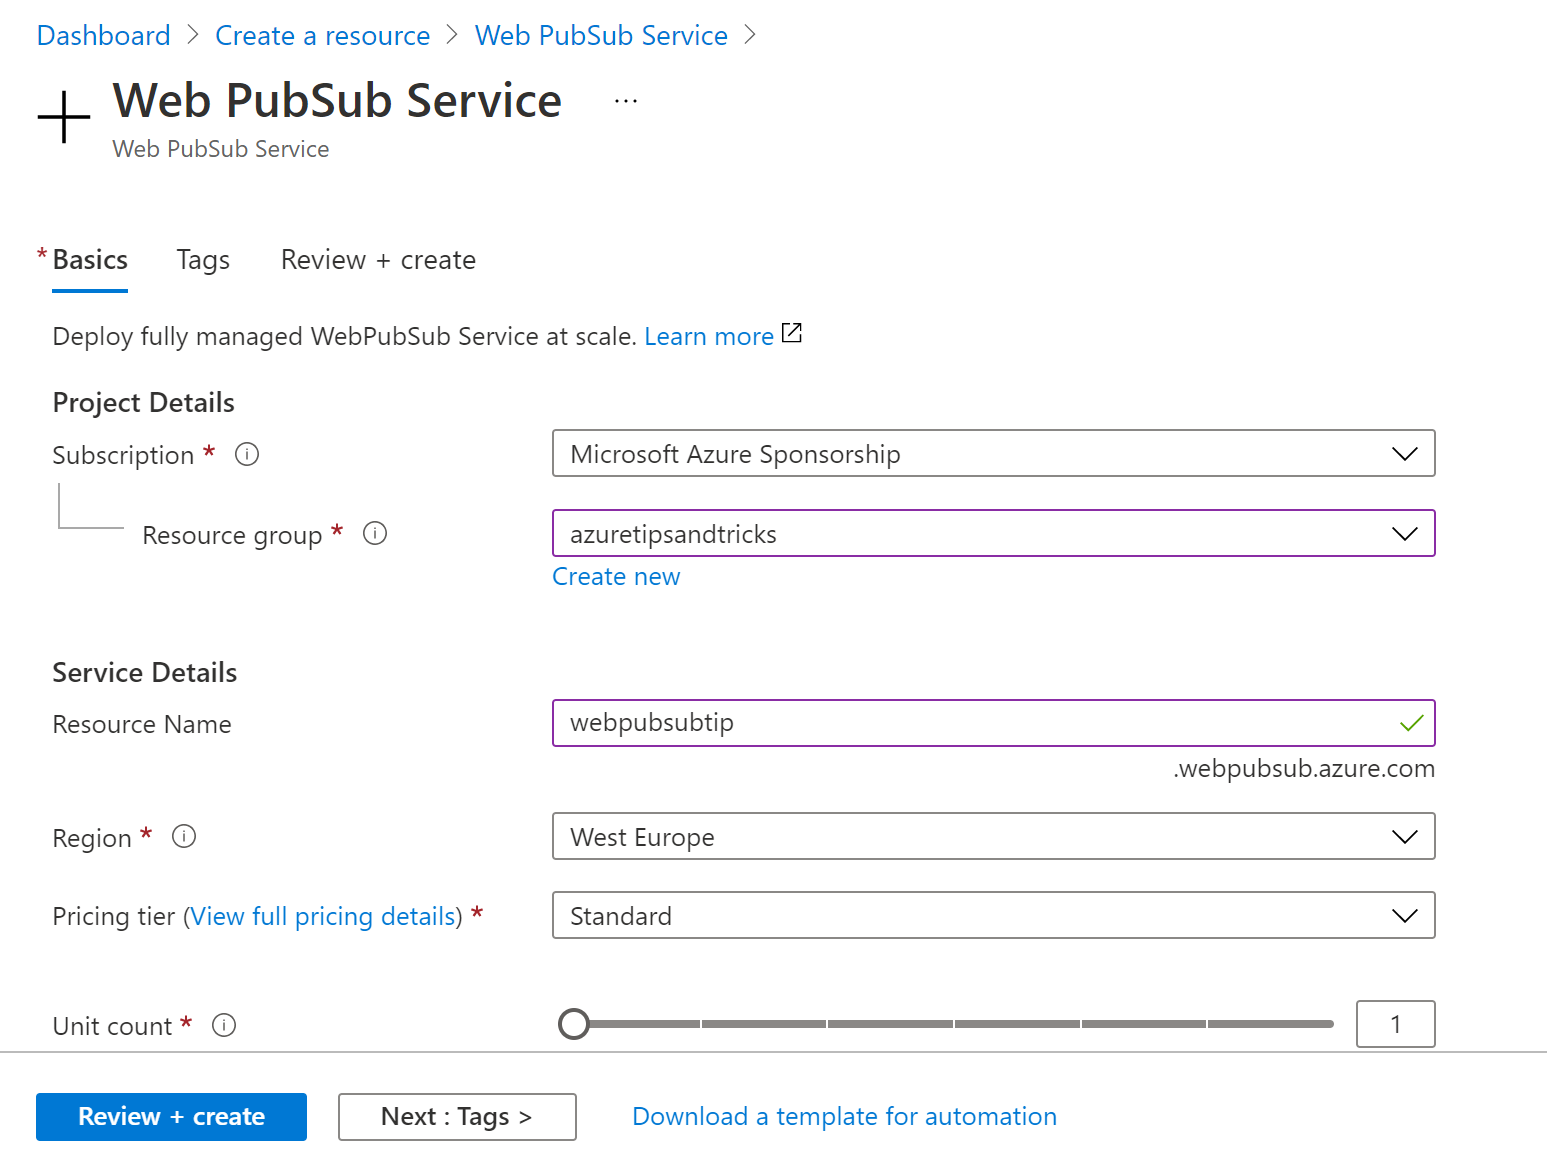 Dashboard > Create a resource > Web PubSub Service >
Web PubSub Service ...
Web PubSub Service
* Basics Tags Review + create
Deploy fully managed WebPubSub Service at scale. Learn more
Project Details
Subscription * Microsoft Azure Sponsorship
Resource group * azuretipsandtricks
Create new
Service Details
Resource Name webpubsubtip
.webpubsub.azure.com
Region * West Europe
Pricing tier (View full pricing details) * Standard
Unit count * 1
Review + create Next : Tags > Download a template for automation